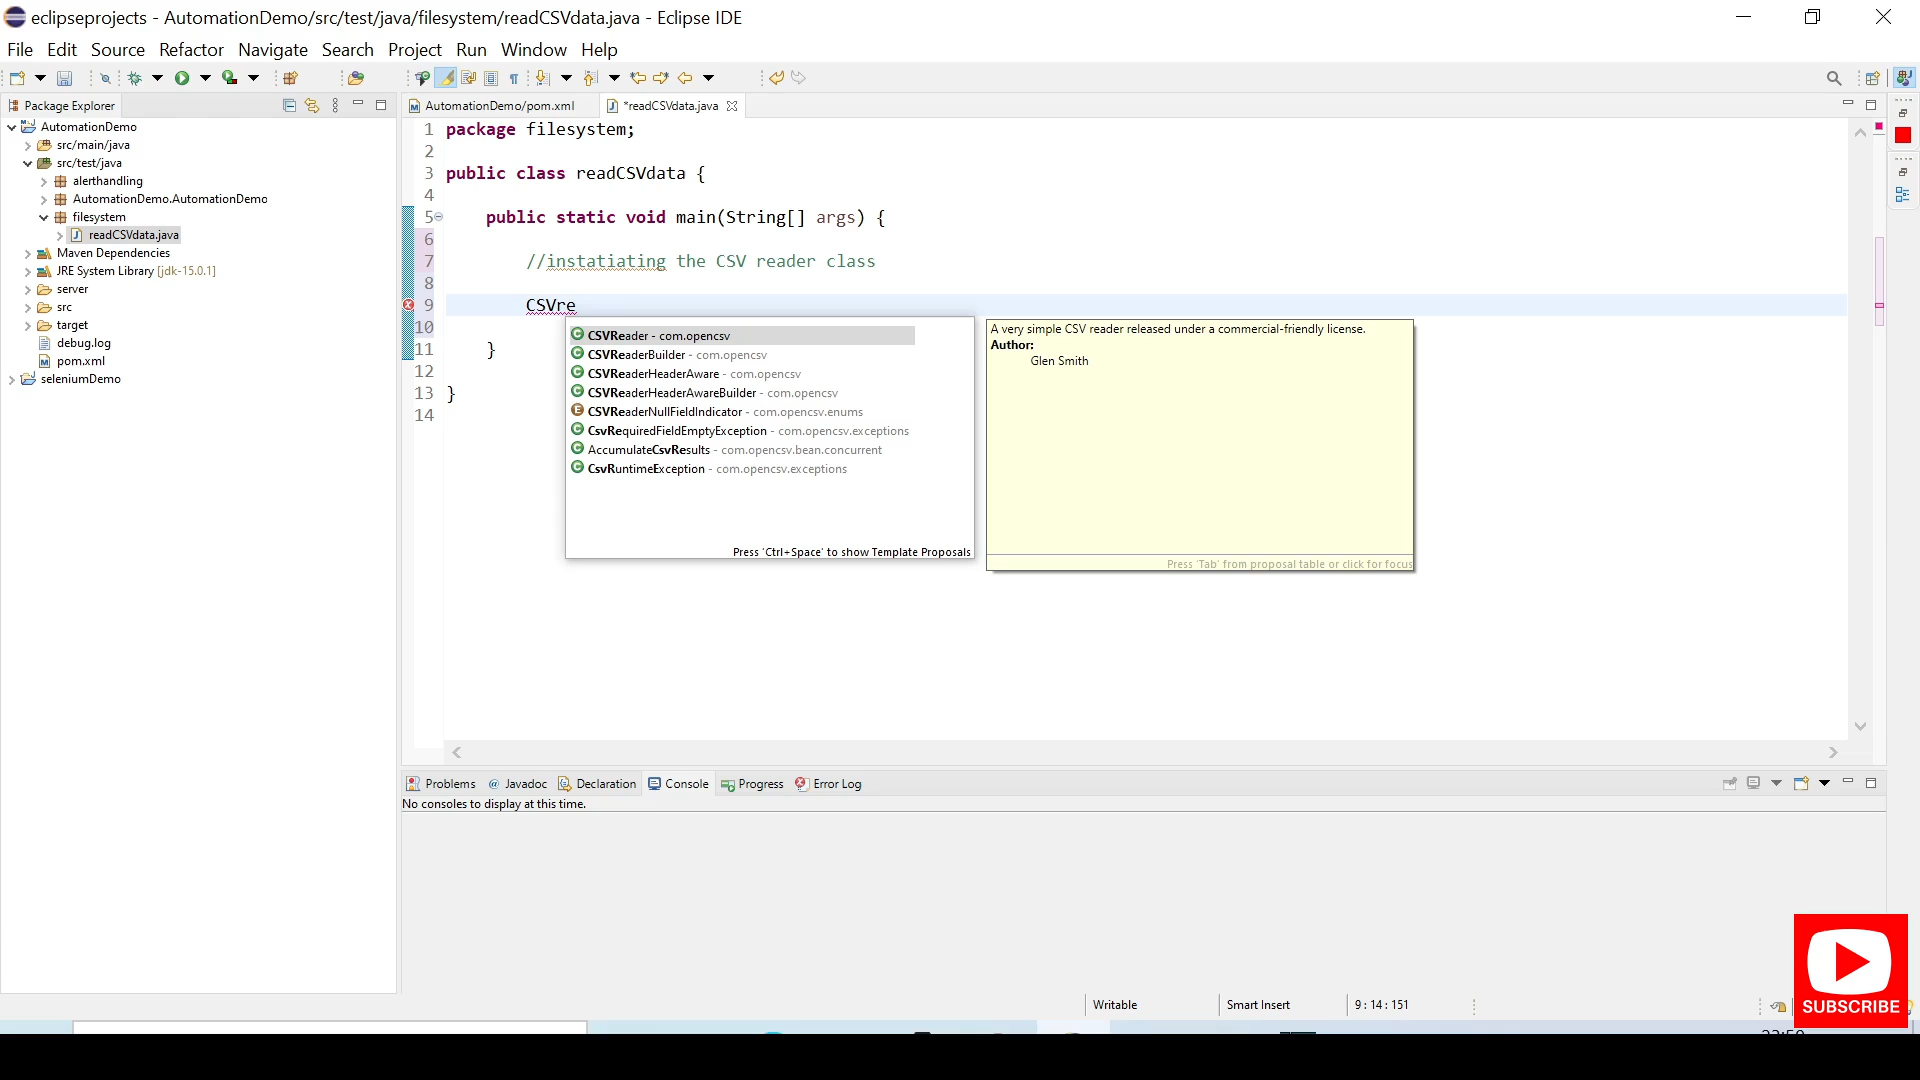 eclipseprojects - AutomationDemo/src/test/java/filesystem/readCSVdata.java - Eclipse IDE
File Edit Source Refactor Navigate Search Project Run Window Help
Package Explorer
AutomationDemo/pom.xml
*readCSVdata.java
AutomationDemo
src/main/java
src/test/java
alerthandling
AutomationDemo.AutomationDemo
filesystem
readCSVdata.java
Maven Dependencies
JRE System Library [jdk-15.0.1]
server
src
target
debug.log
pom.xml
seleniumDemo
1 package filesystem;
2
3 public class readCSVdata {
4
5 public static void main(String[] args) {
6
7 //instatiating the CSV reader class
8
9 CSVre
10
11 }
12
13 }
14
CSVReader - com.opencsv
CSVReaderBuilder - com.opencsv
CSVReaderHeaderAware - com.opencsv
CSVReaderHeaderAwareBuilder - com.opencsv
CSVReaderNullFieldIndicator - com.opencsv.enums
CsvRequiredFieldEmptyException - com.opencsv.exceptions
AccumulateCsvResults - com.opencsv.bean.concurrent
CsvRuntimeException - com.opencsv.exceptions
Press 'Ctrl+Space' to show Template Proposals
A very simple CSV reader released under a commercial-friendly license.
Author:
Glen Smith
Press 'Tab' from proposal table or click for focus
Problems @ Javadoc Declaration Console Progress Error Log
No consoles to display at this time.
Writable
Smart Insert
9 : 14 : 151
SUBSCRIBE